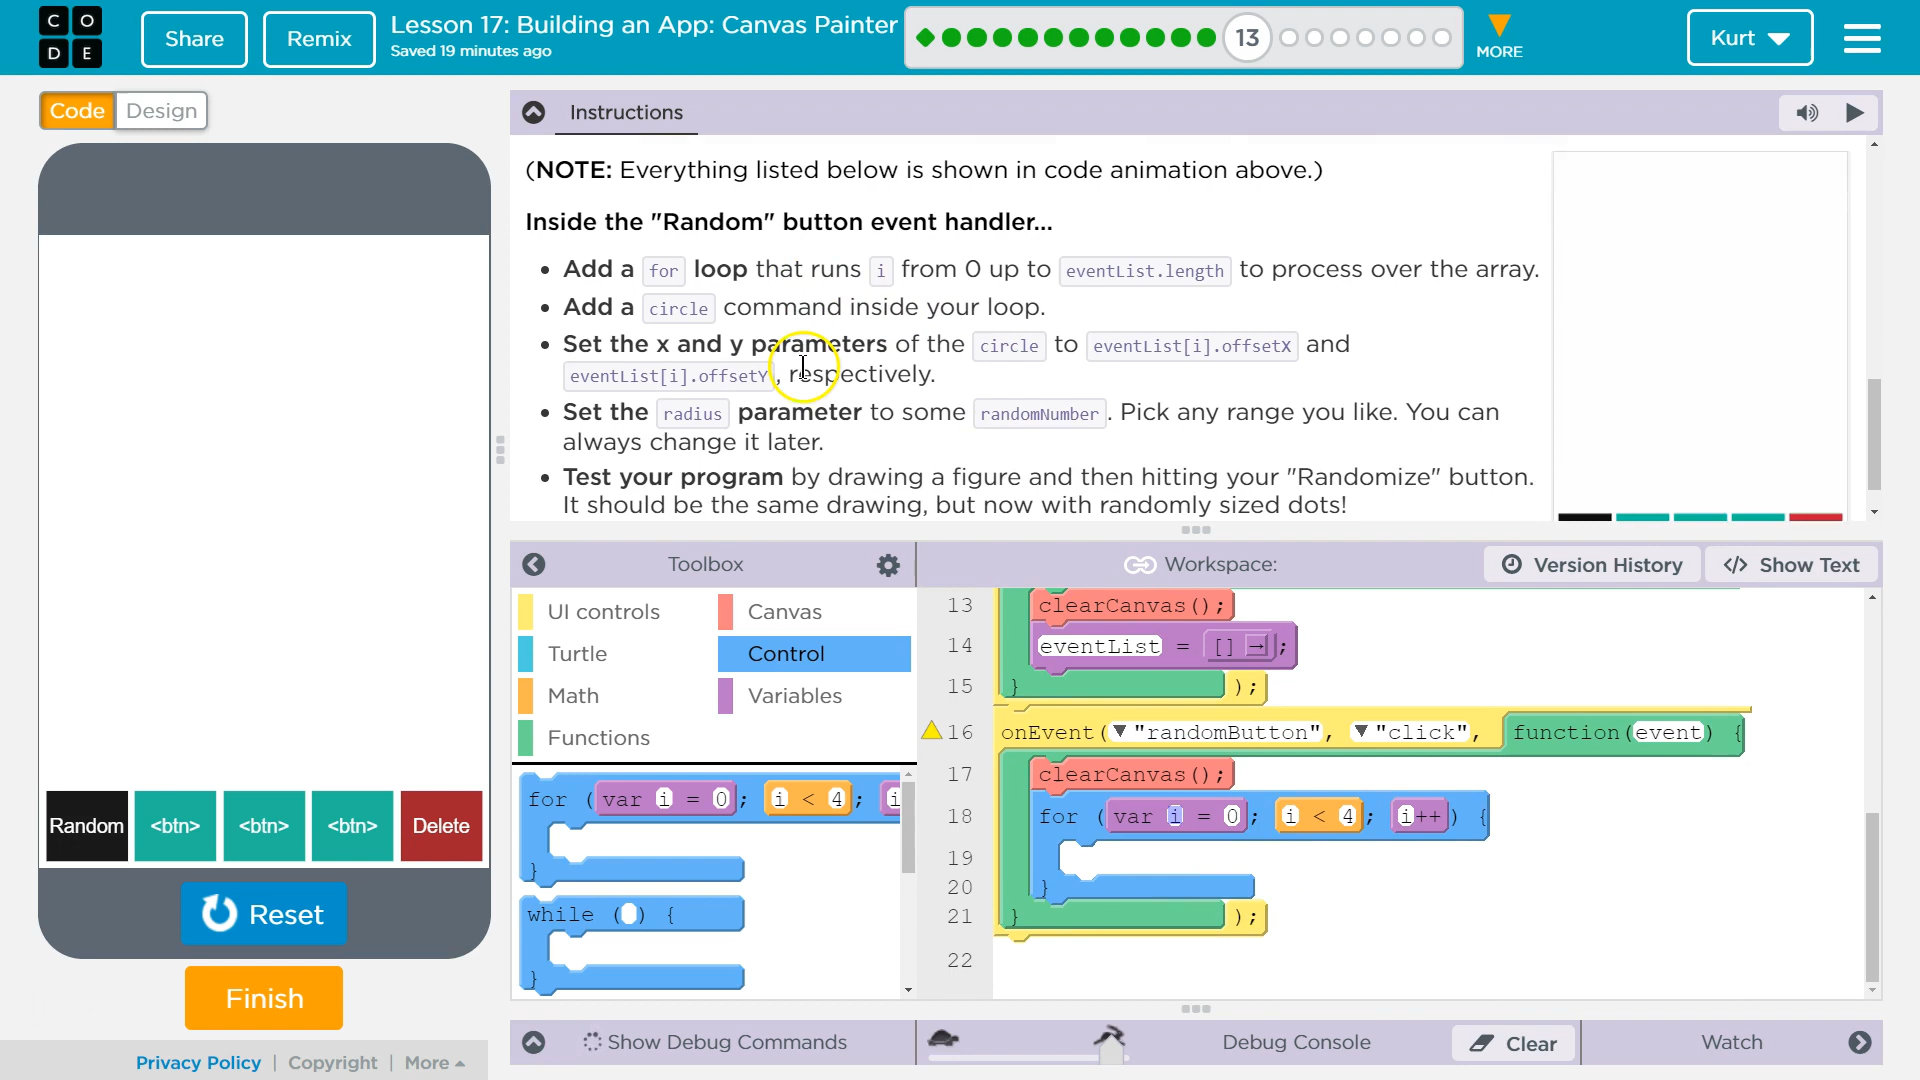 CODE
Share
Remix
Lesson 17: Building an App: Canvas Painter
Saved 19 minutes ago
13
MORE
Kurt
Code
Design
Instructions
(NOTE: Everything listed below is shown in code animation above.)
Inside the "Random" button event handler...
• Add a for loop that runs i from 0 up to eventList.length to process over the array.
• Add a circle command inside your loop.
• Set the x and y parameters of the circle to eventList[i].offsetX and
eventList[i].offsetY, respectively.
• Set the radius parameter to some randomNumber. Pick any range you like. You can
always change it later.
• Test your program by drawing a figure and then hitting your "Randomize" button.
It should be the same drawing, but now with randomly sized dots!
Random
<btn>
<btn>
<btn>
Delete
Reset
Finish
Privacy Policy | Copyright | More
Toolbox
UI controls
Canvas
Turtle
Control
Math
Variables
Functions
for (var i = 0; i < 4; i
}
while () {
}
Workspace:
Version History
</> Show Text
13 clearCanvas();
14 eventList = [];
15 } );
16 onEvent("randomButton", "click", function(event) {
17 clearCanvas();
18 for (var i = 0; i < 4; i++) {
19
20 }
21 } );
22
Show Debug Commands
Debug Console
Clear
Watch